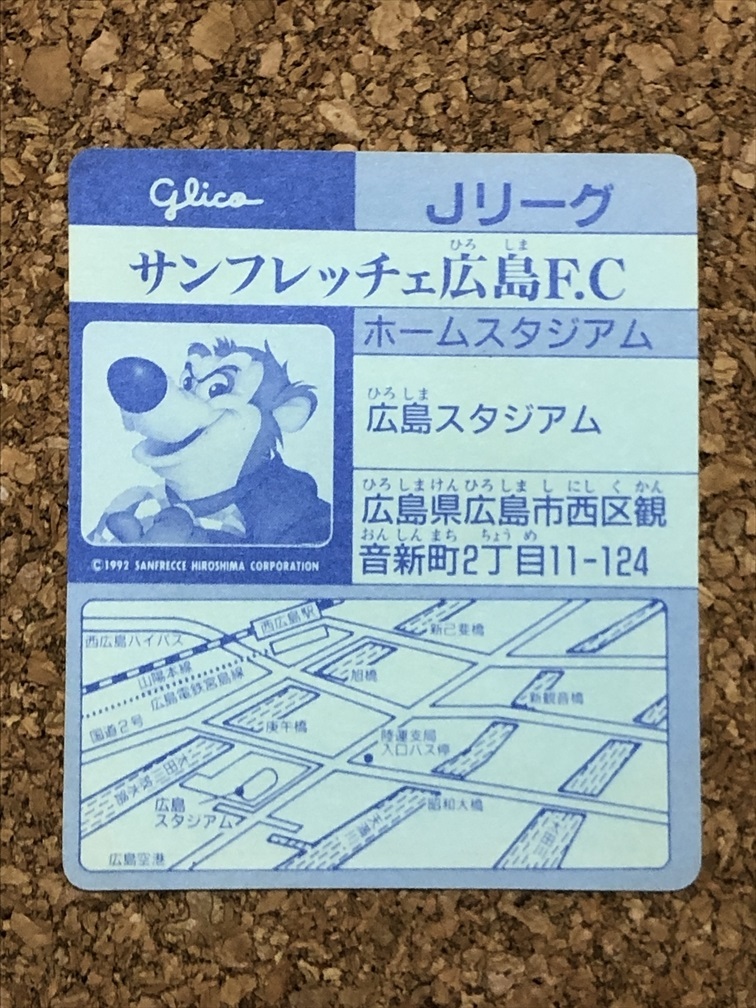 Glico
Jリーグ
ひろ しま
サンフレッチェ広島F.C
ホームスタジアム
ひろ しま
広島スタジアム
ひろ しま けん ひろ しま し にし く かん
広島県広島市西区観
おん しん まち ちょう め
音新町2丁目11-124
©1992 SANFRECCE HIROSHIMA CORPORATION
西広島駅
西広島バイパス
新己斐橋
山陽本線
旭橋
広島電鉄宮島線
新観音橋
国道2号
庚午橋
陸運支局
入口バス停
広島
スタジアム
昭和大橋
天満川
広島空港